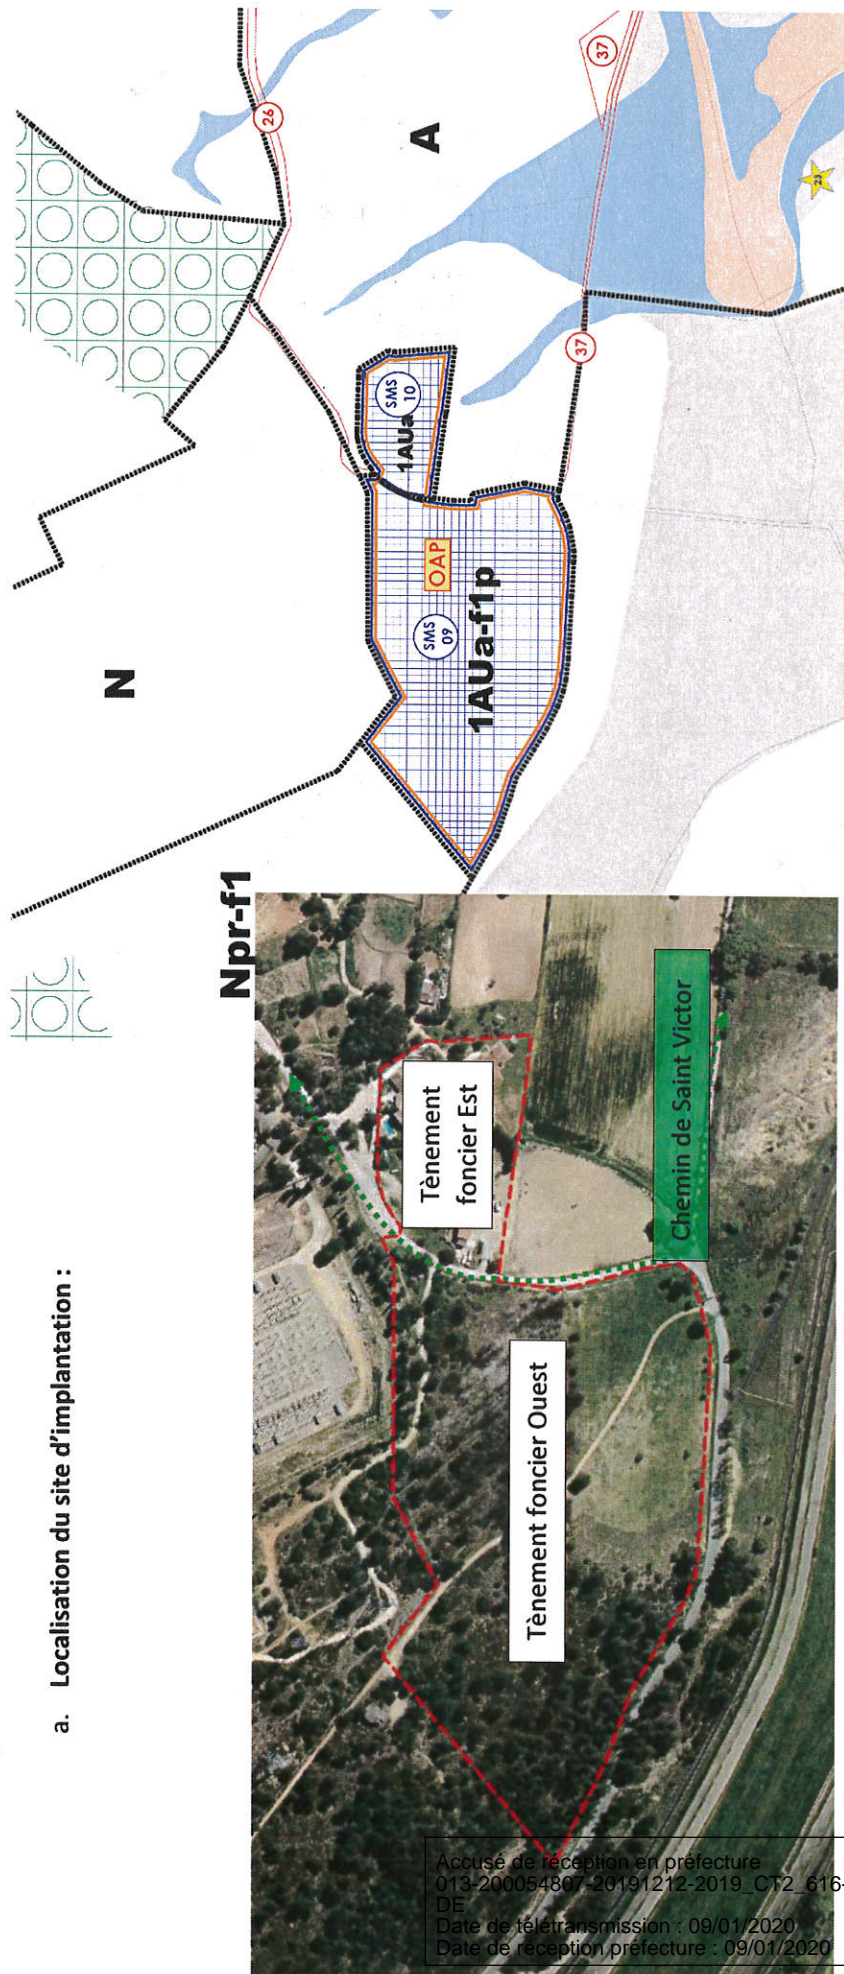 a. Localisation du site d'implantation :
Tènement foncier Ouest
Tènement
foncier Est
Chemin de Saint Victor
Npr-f1
N
A
OAP
SMS
09
1AUa-f1p
SMS
10
1AUa
26
37
37
23
Accusé de réception en préfecture
013-200054807-20191212-2019_CT2_616-
DE
Date de télétransmission : 09/01/2020
Date de réception préfecture : 09/01/2020